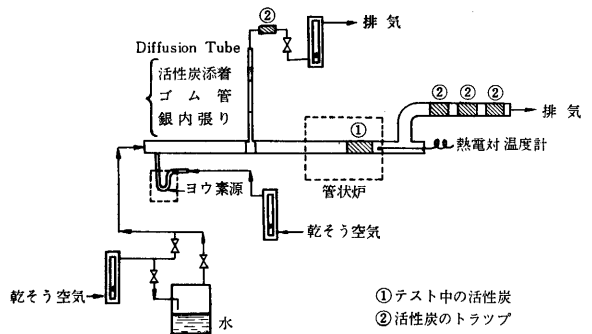 ②
排気
Diffusion Tube
活性炭添着
ゴム管
銀内張り
② ② ②
排気
①
熱電対温度計
ヨウ素源
管状炉
乾そう空気
乾そう空気
水
①テスト中の活性炭
②活性炭のトラップ